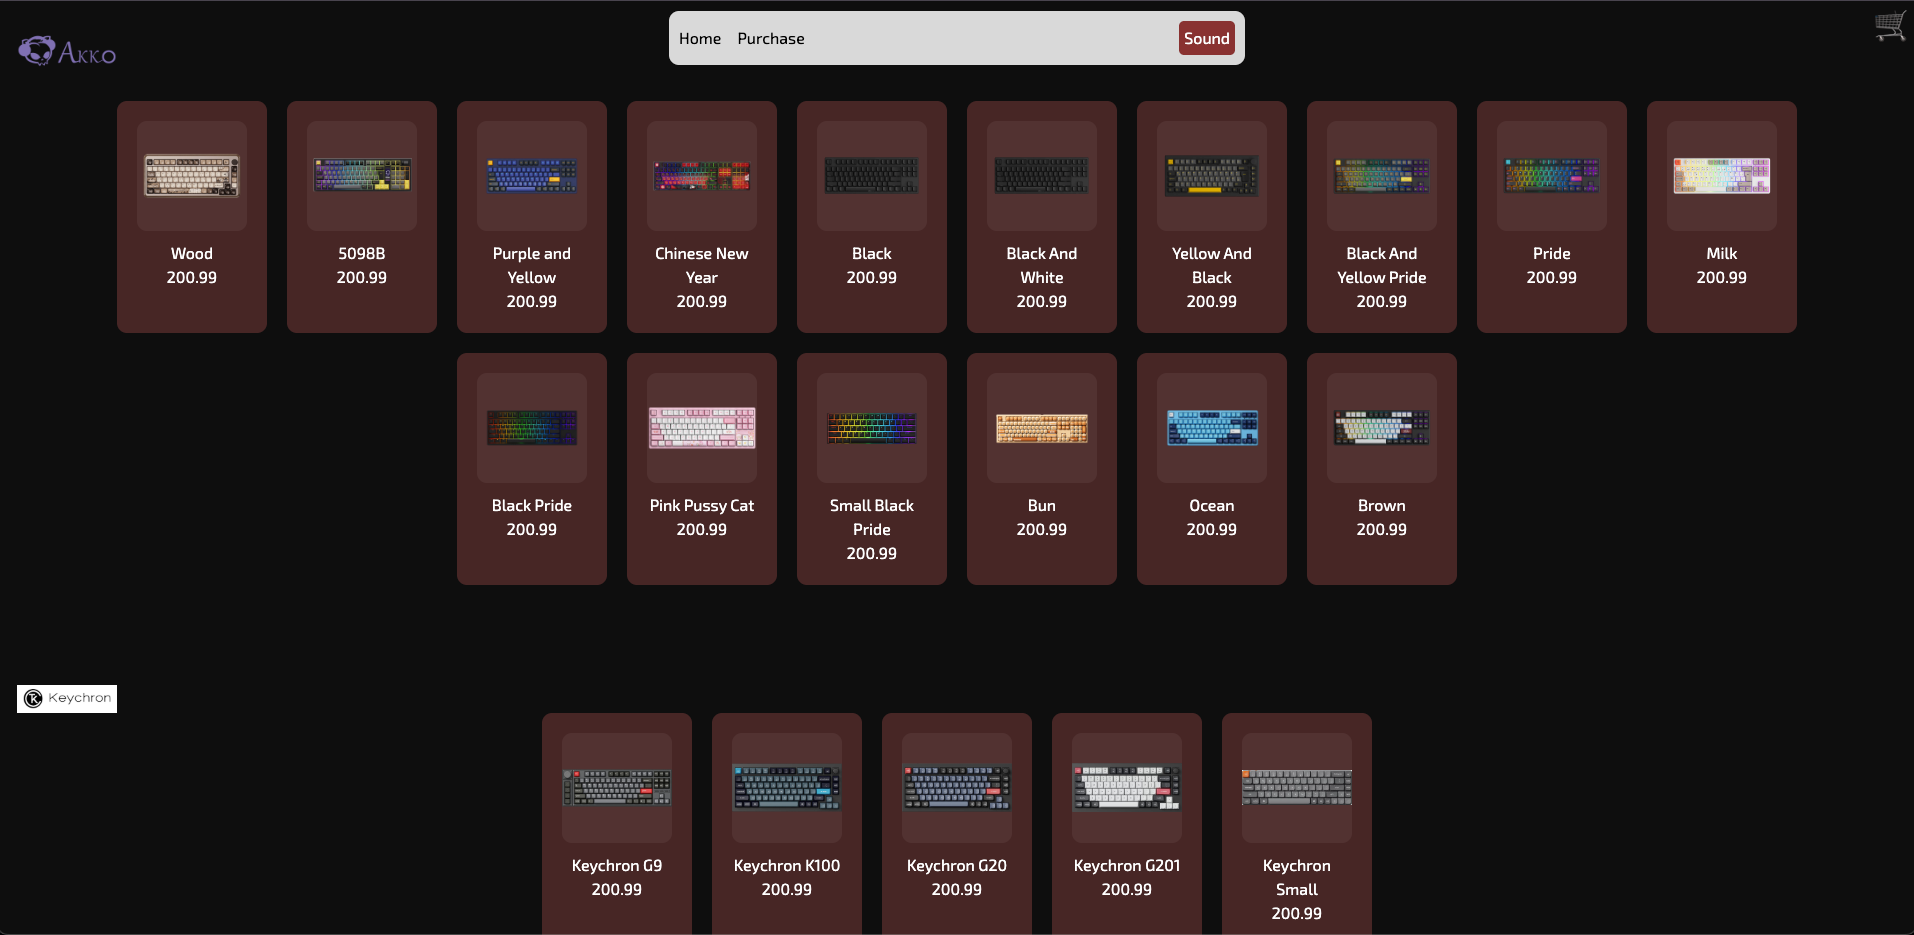 Home Purchase Sound
AKKO
Wood
200.99
5098B
200.99
Purple and
Yellow
200.99
Chinese New
Year
200.99
Black
200.99
Black And
White
200.99
Yellow And
Black
200.99
Black And
Yellow Pride
200.99
Pride
200.99
Milk
200.99
Black Pride
200.99
Pink Pussy Cat
200.99
Small Black
Pride
200.99
Bun
200.99
Ocean
200.99
Brown
200.99
Keychron
Keychron G9
200.99
Keychron K100
200.99
Keychron G20
200.99
Keychron G201
200.99
Keychron
Small
200.99